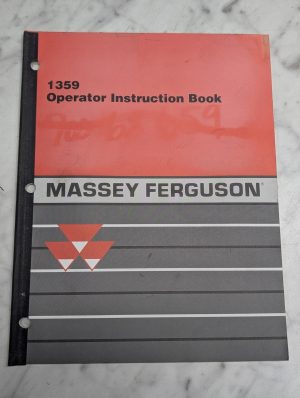 1359
Operator Instruction Book
MASSEY FERGUSON